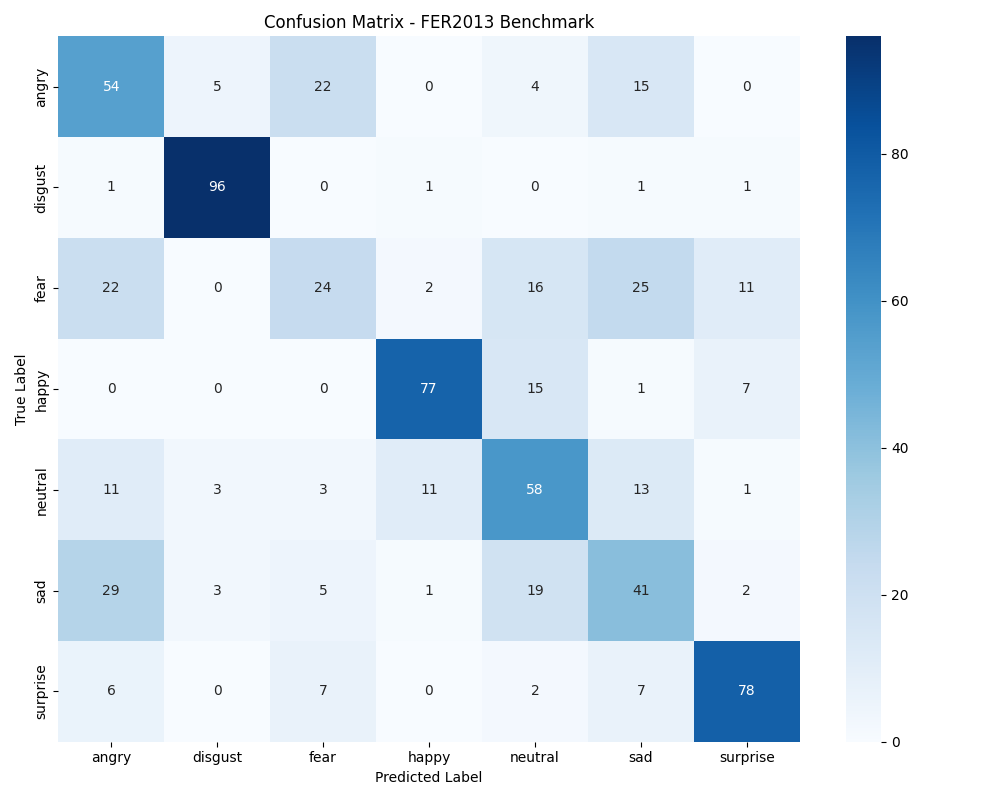 Confusion Matrix - FER2013 Benchmark
True Label
angry 54 5 22 0 4 15 0
disgust 1 96 0 1 0 1 1
fear 22 0 24 2 16 25 11
happy 0 0 0 77 15 1 7
neutral 11 3 3 11 58 13 1
sad 29 3 5 1 19 41 2
surprise 6 0 7 0 2 7 78
angry disgust fear happy neutral sad surprise
Predicted Label
80
60
40
20
0